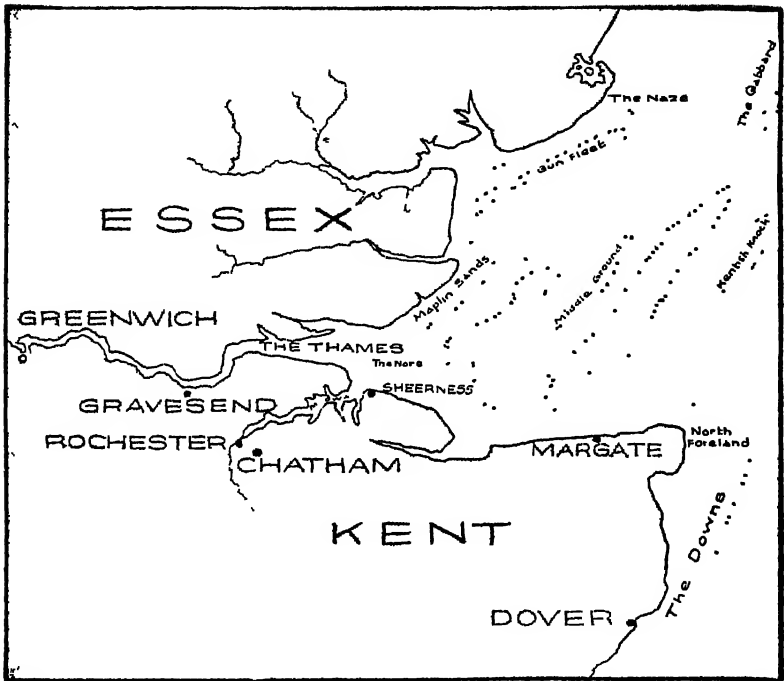 The Naze
The Gabbard
Gun Fleet
ESSEX
Maplin Sands
Middle Ground
Kentish Knock
GREENWICH
THE THAMES
The Nore
SHEERNESS
GRAVESEND
ROCHESTER
CHATHAM
MARGATE
North
Foreland
KENT
The Downs
DOVER